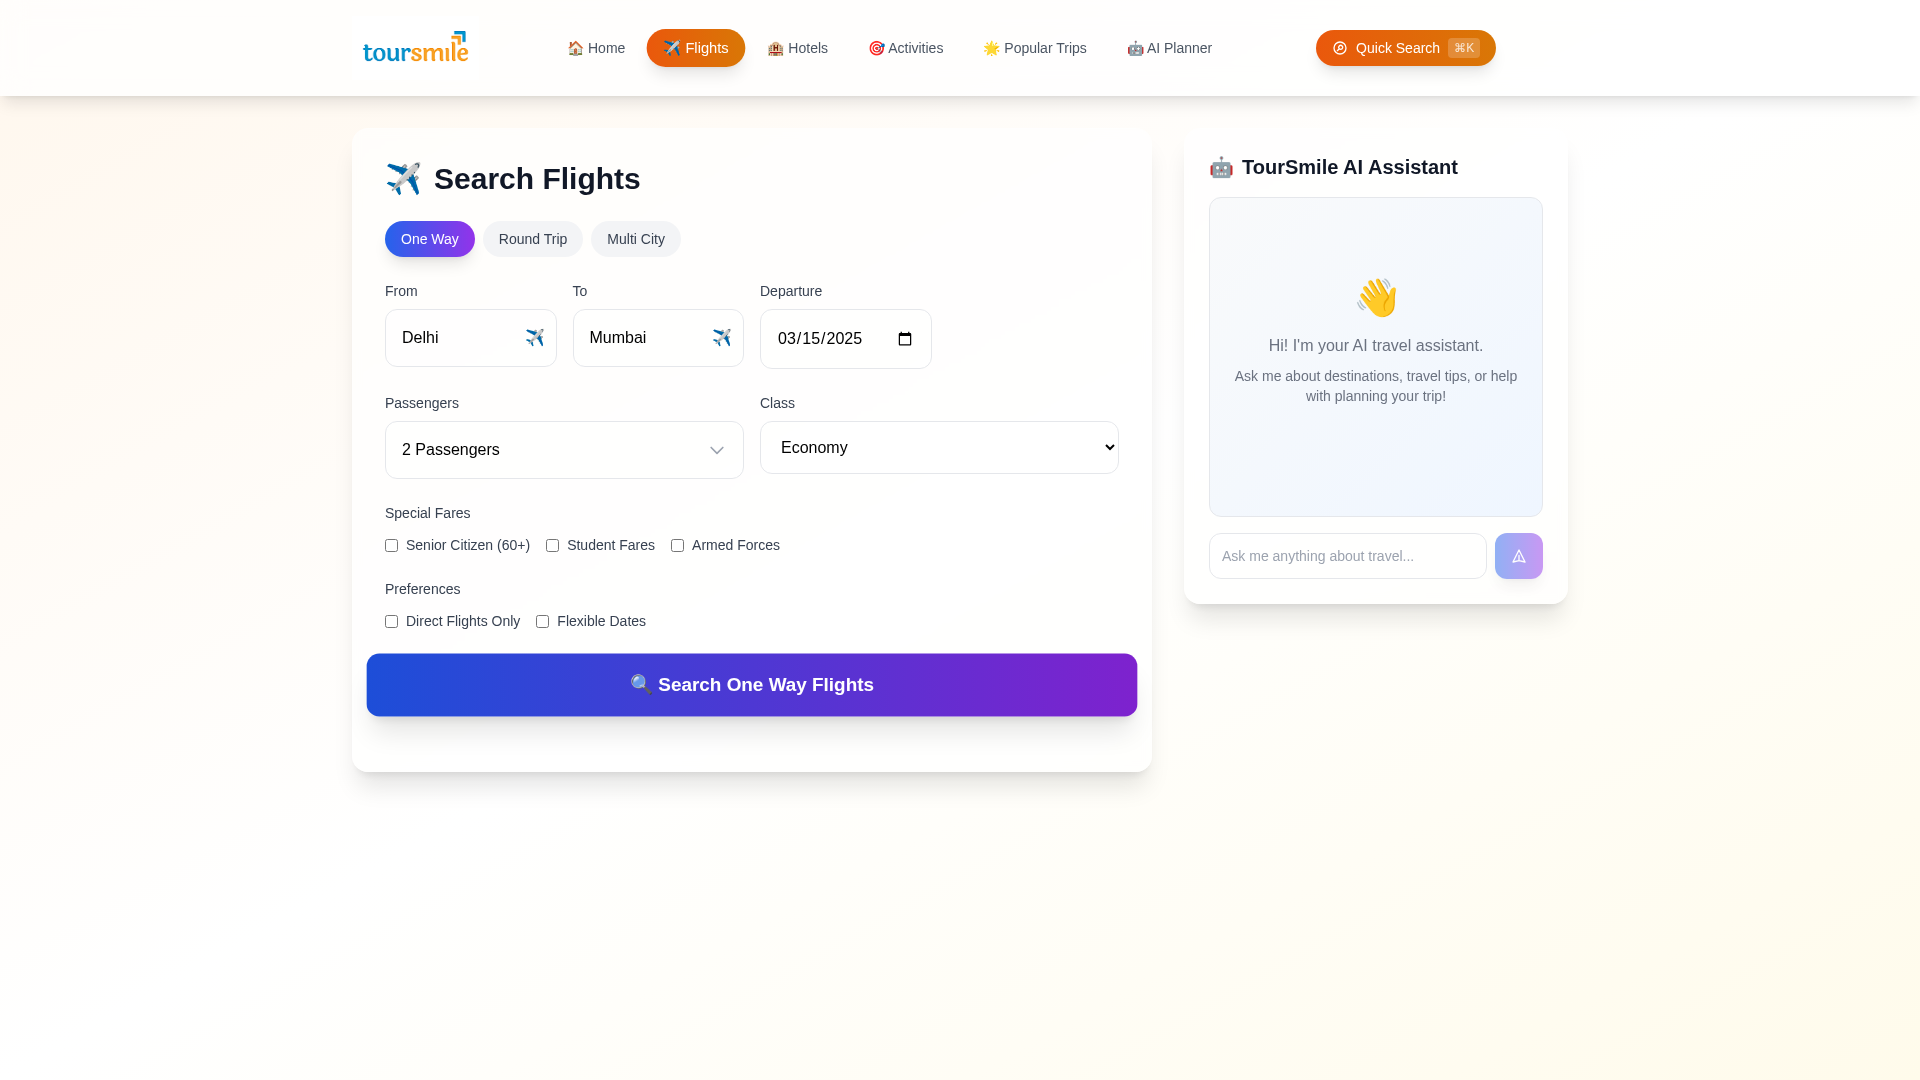 toursmile
🏠 Home
✈️ Flights
🏨 Hotels
🎯 Activities
🌟 Popular Trips
🤖 AI Planner
Quick Search ⌘K
✈️ Search Flights
One Way
Round Trip
Multi City
From
To
Departure
Delhi ✈️
Mumbai ✈️
03/15/2025
Passengers
Class
2 Passengers
Economy
Special Fares
Senior Citizen (60+)
Student Fares
Armed Forces
Preferences
Direct Flights Only
Flexible Dates
🔍 Search One Way Flights
🤖 TourSmile AI Assistant
👋
Hi! I'm your AI travel assistant.
Ask me about destinations, travel tips, or help
with planning your trip!
Ask me anything about travel...